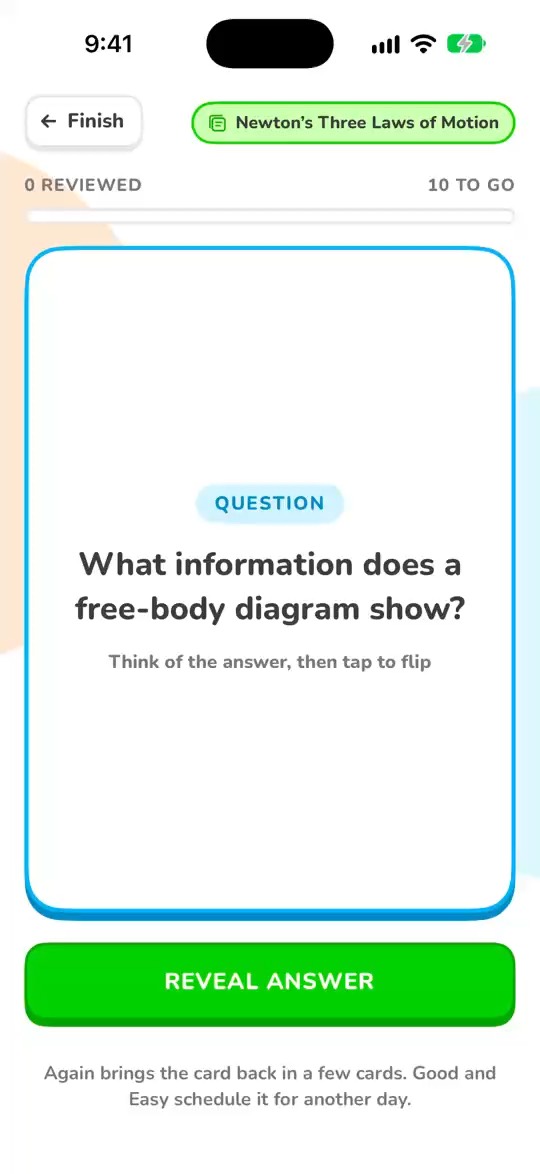 9:41
Finish
Newton's Three Laws of Motion
0 REVIEWED
10 TO GO
QUESTION
What information does a
free-body diagram show?
Think of the answer, then tap to flip
REVEAL ANSWER
Again brings the card back in a few cards. Good and
Easy schedule it for another day.